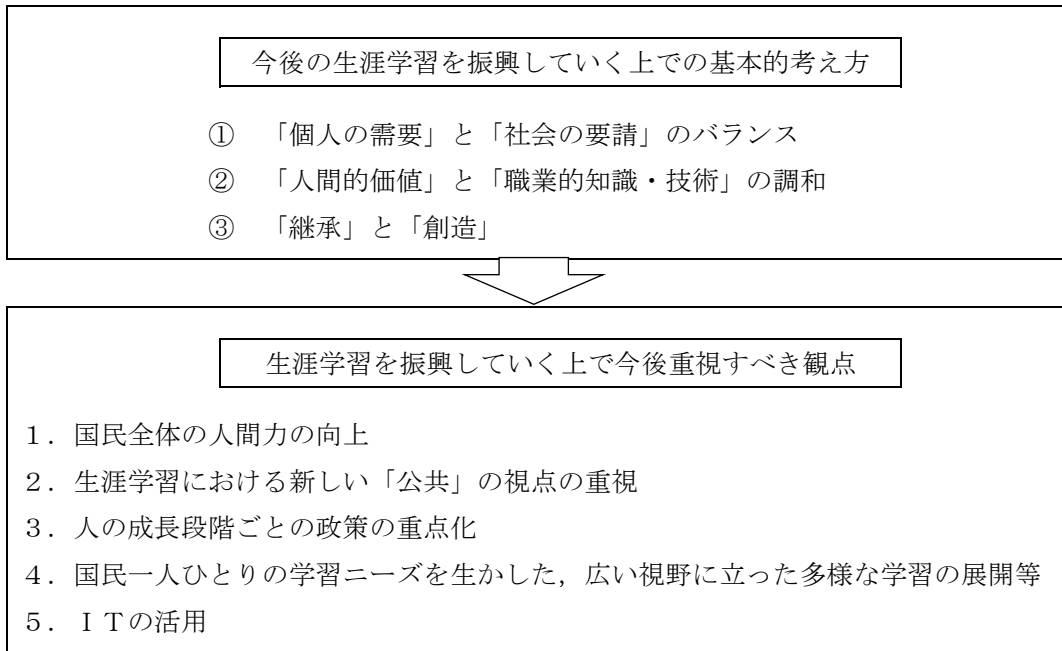 今後の生涯学習を振興していく上での基本的考え方
① 「個人の需要」と「社会の要請」のバランス
② 「人間的価値」と「職業的知識・技術」の調和
③ 「継承」と「創造」
生涯学習を振興していく上で今後重視すべき観点
１．国民全体の人間力の向上
２．生涯学習における新しい「公共」の視点の重視
３．人の成長段階ごとの政策の重点化
４．国民一人ひとりの学習ニーズを生かした，広い視野に立った多様な学習の展開等
５．ＩＴの活用